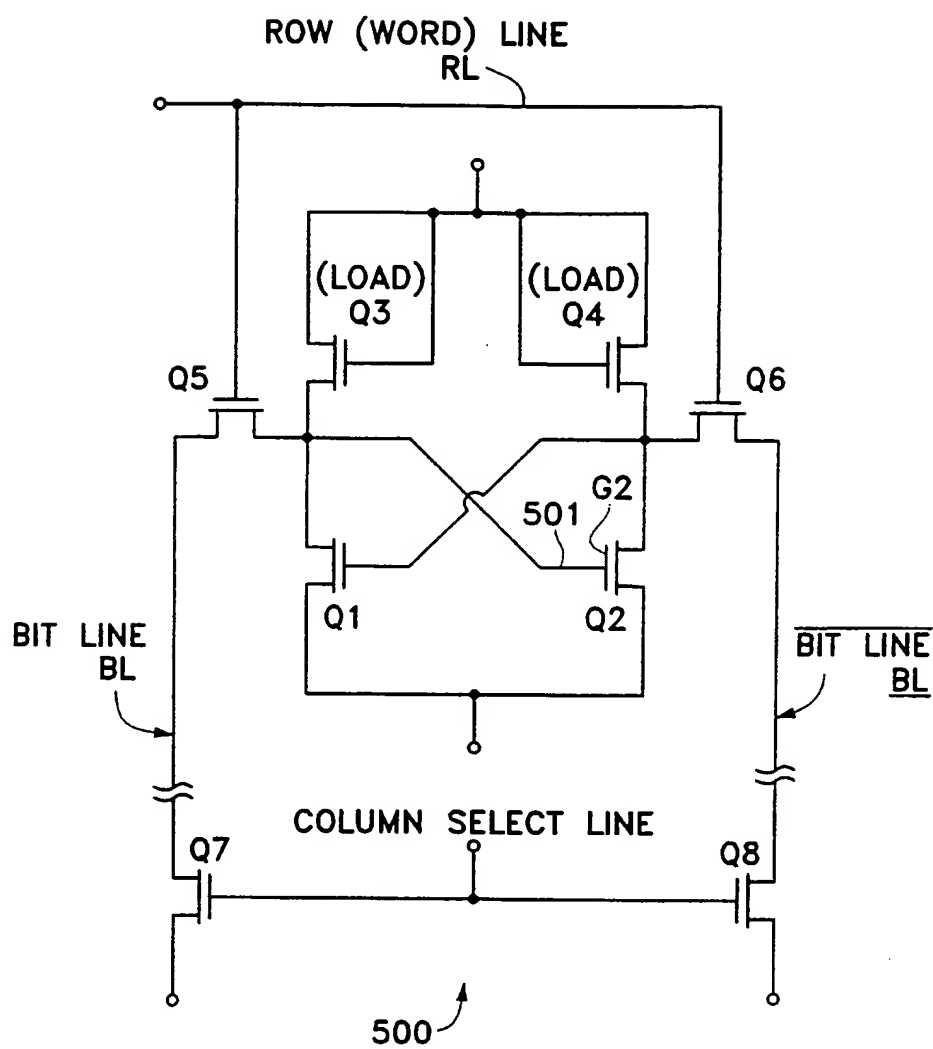 ROW (WORD) LINE
RL
(LOAD)
Q3
(LOAD)
Q4
Q5
Q6
G2
501
Q1
Q2
BIT LINE
BL
BIT LINE
BL
COLUMN SELECT LINE
Q7
Q8
500